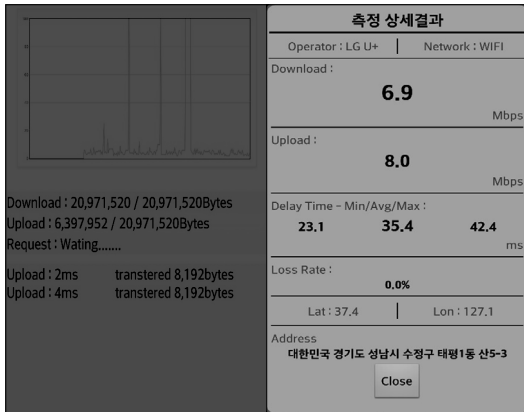 Download : 20,971,520 / 20,971,520Bytes
Upload : 6,397,952 / 20,971,520Bytes
Request : Wating.......
Upload : 2ms transtered 8,192bytes
Upload : 4ms transtered 8,192bytes
측정 상세결과
Operator : LG U+ Network : WIFI
Download :
6.9
Mbps
Upload :
8.0
Mbps
Delay Time - Min/Avg/Max :
23.1 35.4 42.4
ms
Loss Rate :
0.0%
Lat : 37.4 Lon : 127.1
Address
대한민국 경기도 성남시 수정구 태평1동 산5-3
Close